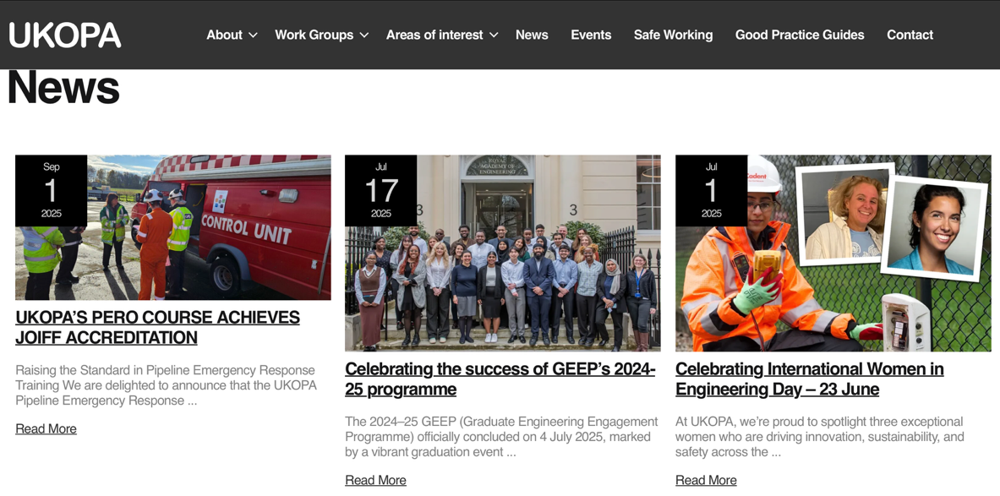 UKOPA
About
Work Groups
Areas of interest
News
Events
Safe Working
Good Practice Guides
Contact
News
Sep
1
2025
CONTROL UNIT
UKOPA'S PERO COURSE ACHIEVES
JOIFF ACCREDITATION
Raising the Standard in Pipeline Emergency Response
Training We are delighted to announce that the UKOPA
Pipeline Emergency Response ...
Read More
Jul
17
2025
ROYAL
ACADEMY OF
ENGINEERING
3
3
Celebrating the success of GEEP's 2024-
25 programme
The 2024–25 GEEP (Graduate Engineering Engagement
Programme) officially concluded on 4 July 2025, marked
by a vibrant graduation event ...
Read More
Jul
1
2025
Cadent
Celebrating International Women in
Engineering Day – 23 June
At UKOPA, we're proud to spotlight three exceptional
women who are driving innovation, sustainability, and
safety across the ...
Read More